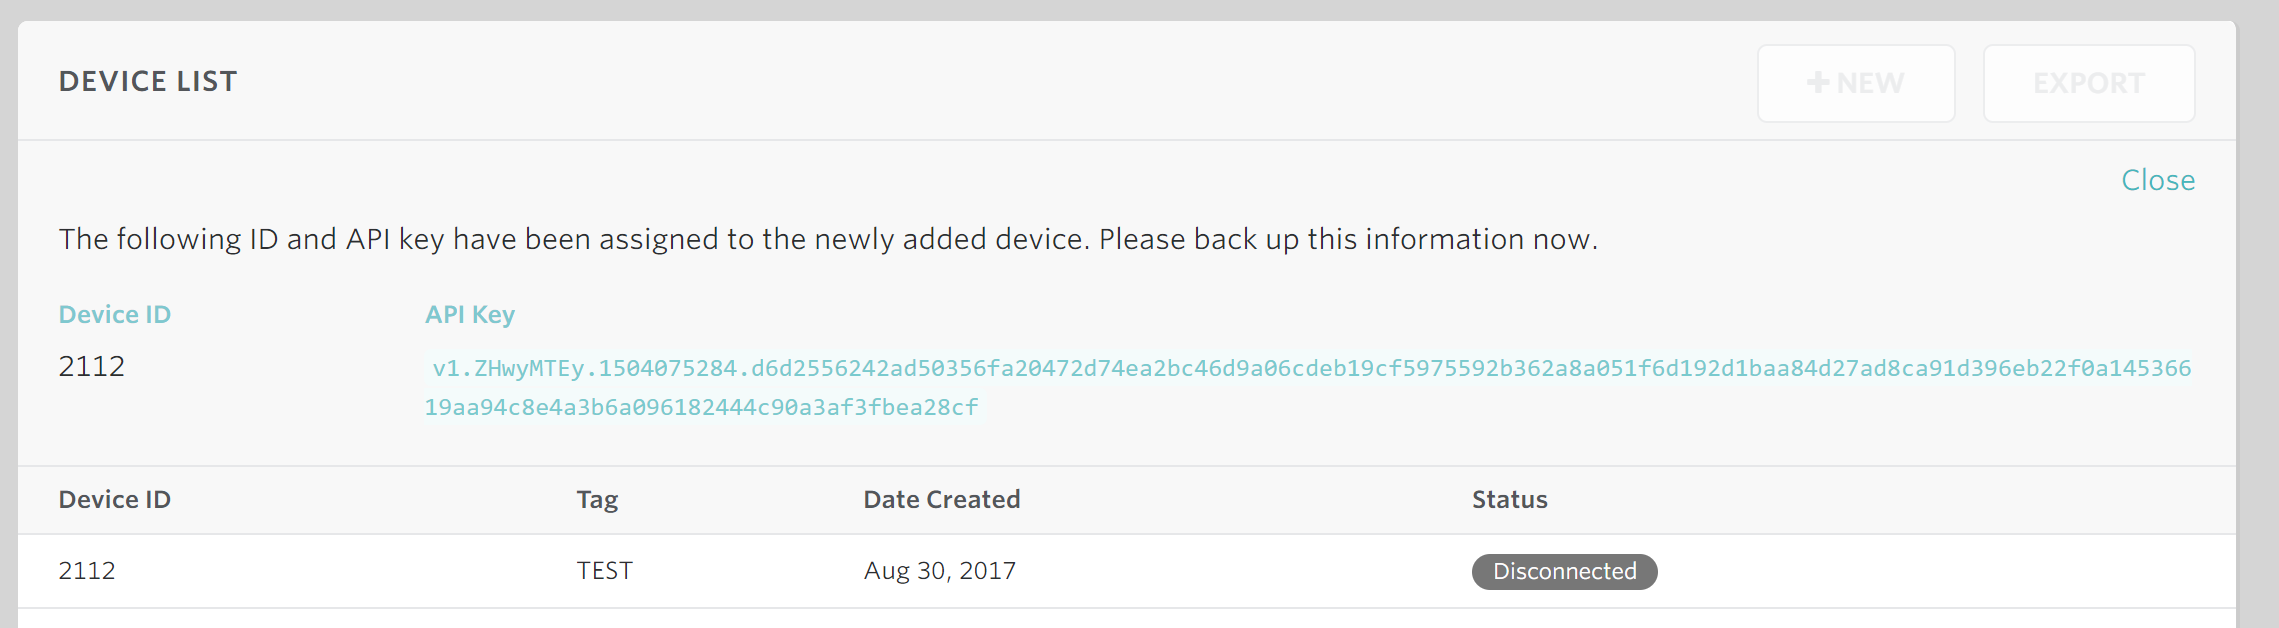 DEVICE LIST
+ NEW
EXPORT
Close
The following ID and API key have been assigned to the newly added device. Please back up this information now.
Device ID API Key
2112 v1.ZHwyMTEy.1504075284.d6d2556242ad50356fa20472d74ea2bc46d9a06cdeb19cf5975592b362a8a051f6d192d1baa84d27ad8ca91d396eb22f0a145366
19aa94c8e4a3b6a096182444c90a3af3fbea28cf
Device ID Tag Date Created Status
2112 TEST Aug 30, 2017 Disconnected